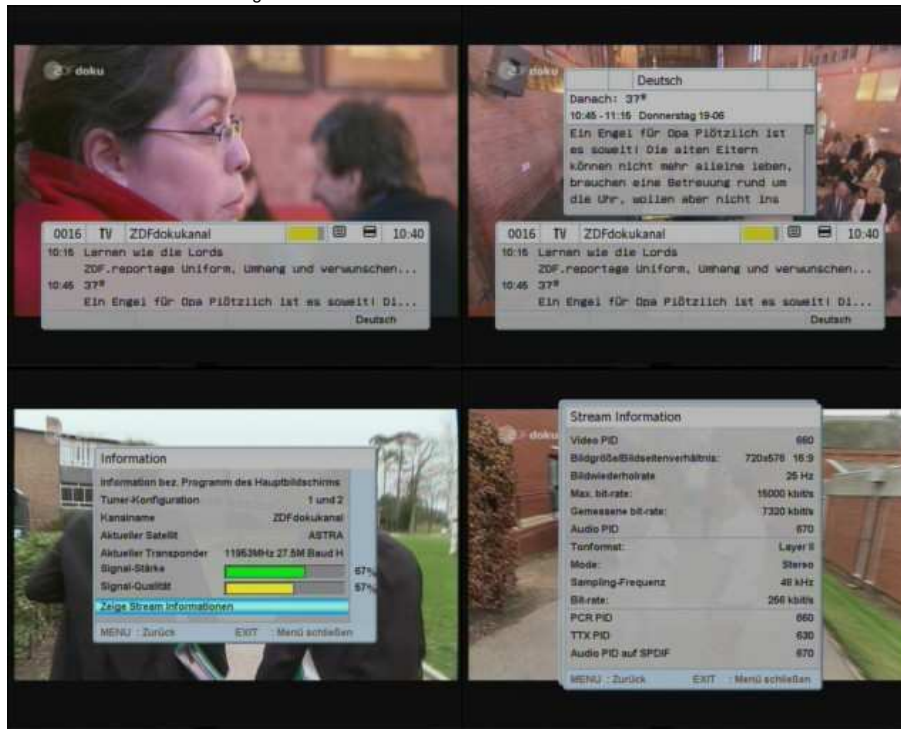 ZDF doku
0016 TV ZDFdokukanal 10:40
10:15 Lernen wie die Lords
ZDF.reportage Uniform, Umhang und verwunschen...
10:45 37°
Ein Engel für Opa Plötzlich ist es soweit! Di...
Deutsch
ZDF doku
Deutsch
Danach: 37°
10:45 - 11:15 Donnerstag 19-06
Ein Engel für Opa Plötzlich ist
es soweit! Die alten Eltern
können nicht mehr alleine leben,
brauchen eine Betreuung rund um
die Uhr, wollen aber nicht ins
0016 TV ZDFdokukanal 10:40
10:15 Lernen wie die Lords
ZDF.reportage Uniform, Umhang und verwunschen...
10:45 37°
Ein Engel für Opa Plötzlich ist es soweit! Di...
Deutsch
Information
Information bez. Programm des Hauptbildschirms
Tuner-Konfiguration 1 und 2
Kanalname ZDFdokukanal
Aktueller Satellit ASTRA
Aktueller Transponder 11953MHz 27.5M Baud H
Signal-Stärke 67%
Signal-Qualität 57%
Zeige Stream Informationen
MENU : Zurück EXIT : Menü schließen
doku
Stream Information
Video PID 660
Bildgröße/Bildseitenverhältnis: 720x576 16:9
Bildwiederholrate 25 Hz
Max. bit-rate: 15000 kbit/s
Gemessene bit-rate: 7320 kbit/s
Audio PID 670
Tonformat: Layer II
Mode: Stereo
Sampling-Frequenz 48 kHz
Bit-rate: 256 kbit/s
PCR PID 660
TTX PID 630
Audio PID auf SPDIF 670
MENU : Zurück EXIT : Menü schließen